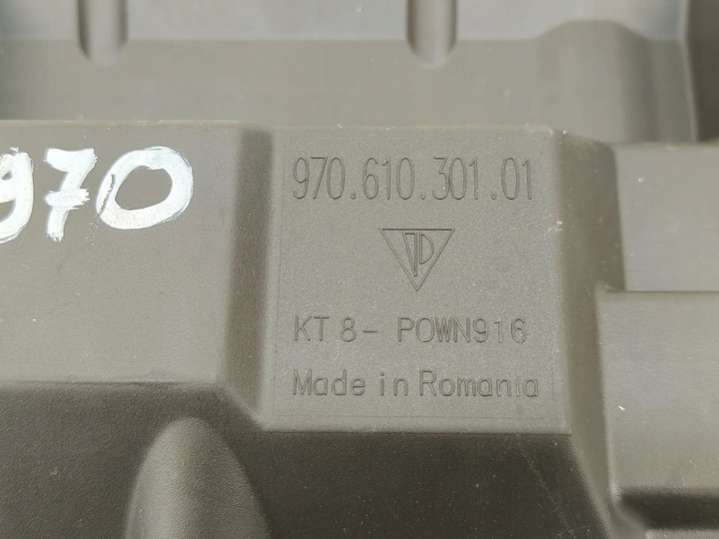 970
970.610.301.01
KT 8- POWN916
Made in Romania